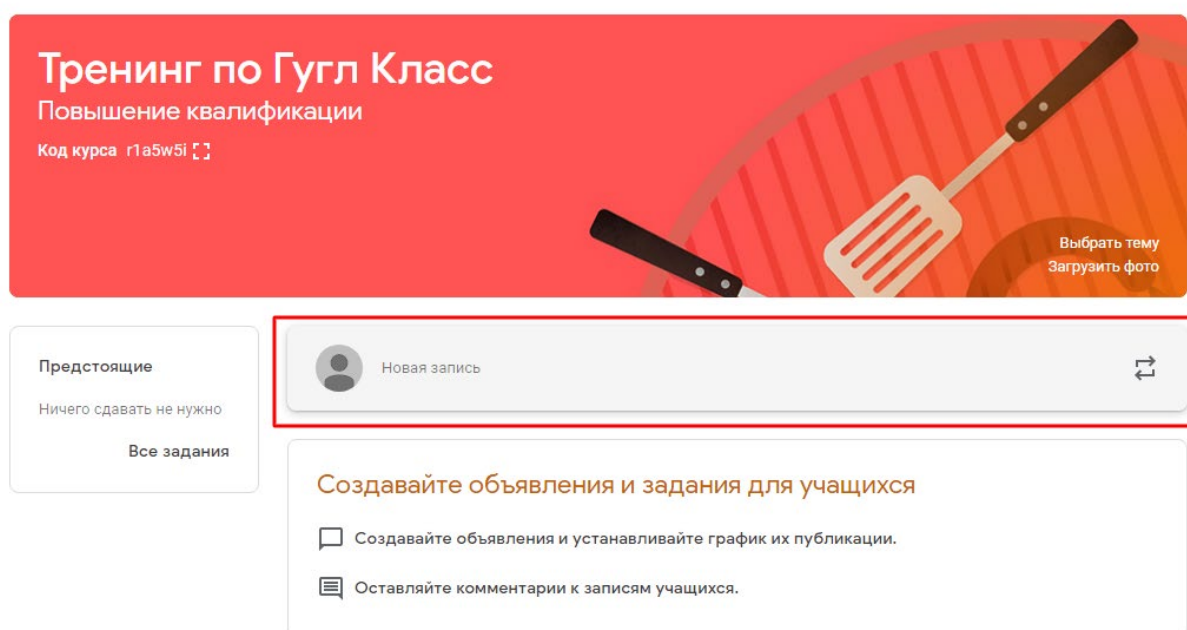 Тренинг по Гугл Класс
Повышение квалификации
Код курса r1a5w5i
Выбрать тему
Загрузить фото
Предстоящие
Ничего сдавать не нужно
Все задания
Новая запись
Создавайте объявления и задания для учащихся
Создавайте объявления и устанавливайте график их публикации.
Оставляйте комментарии к записям учащихся.